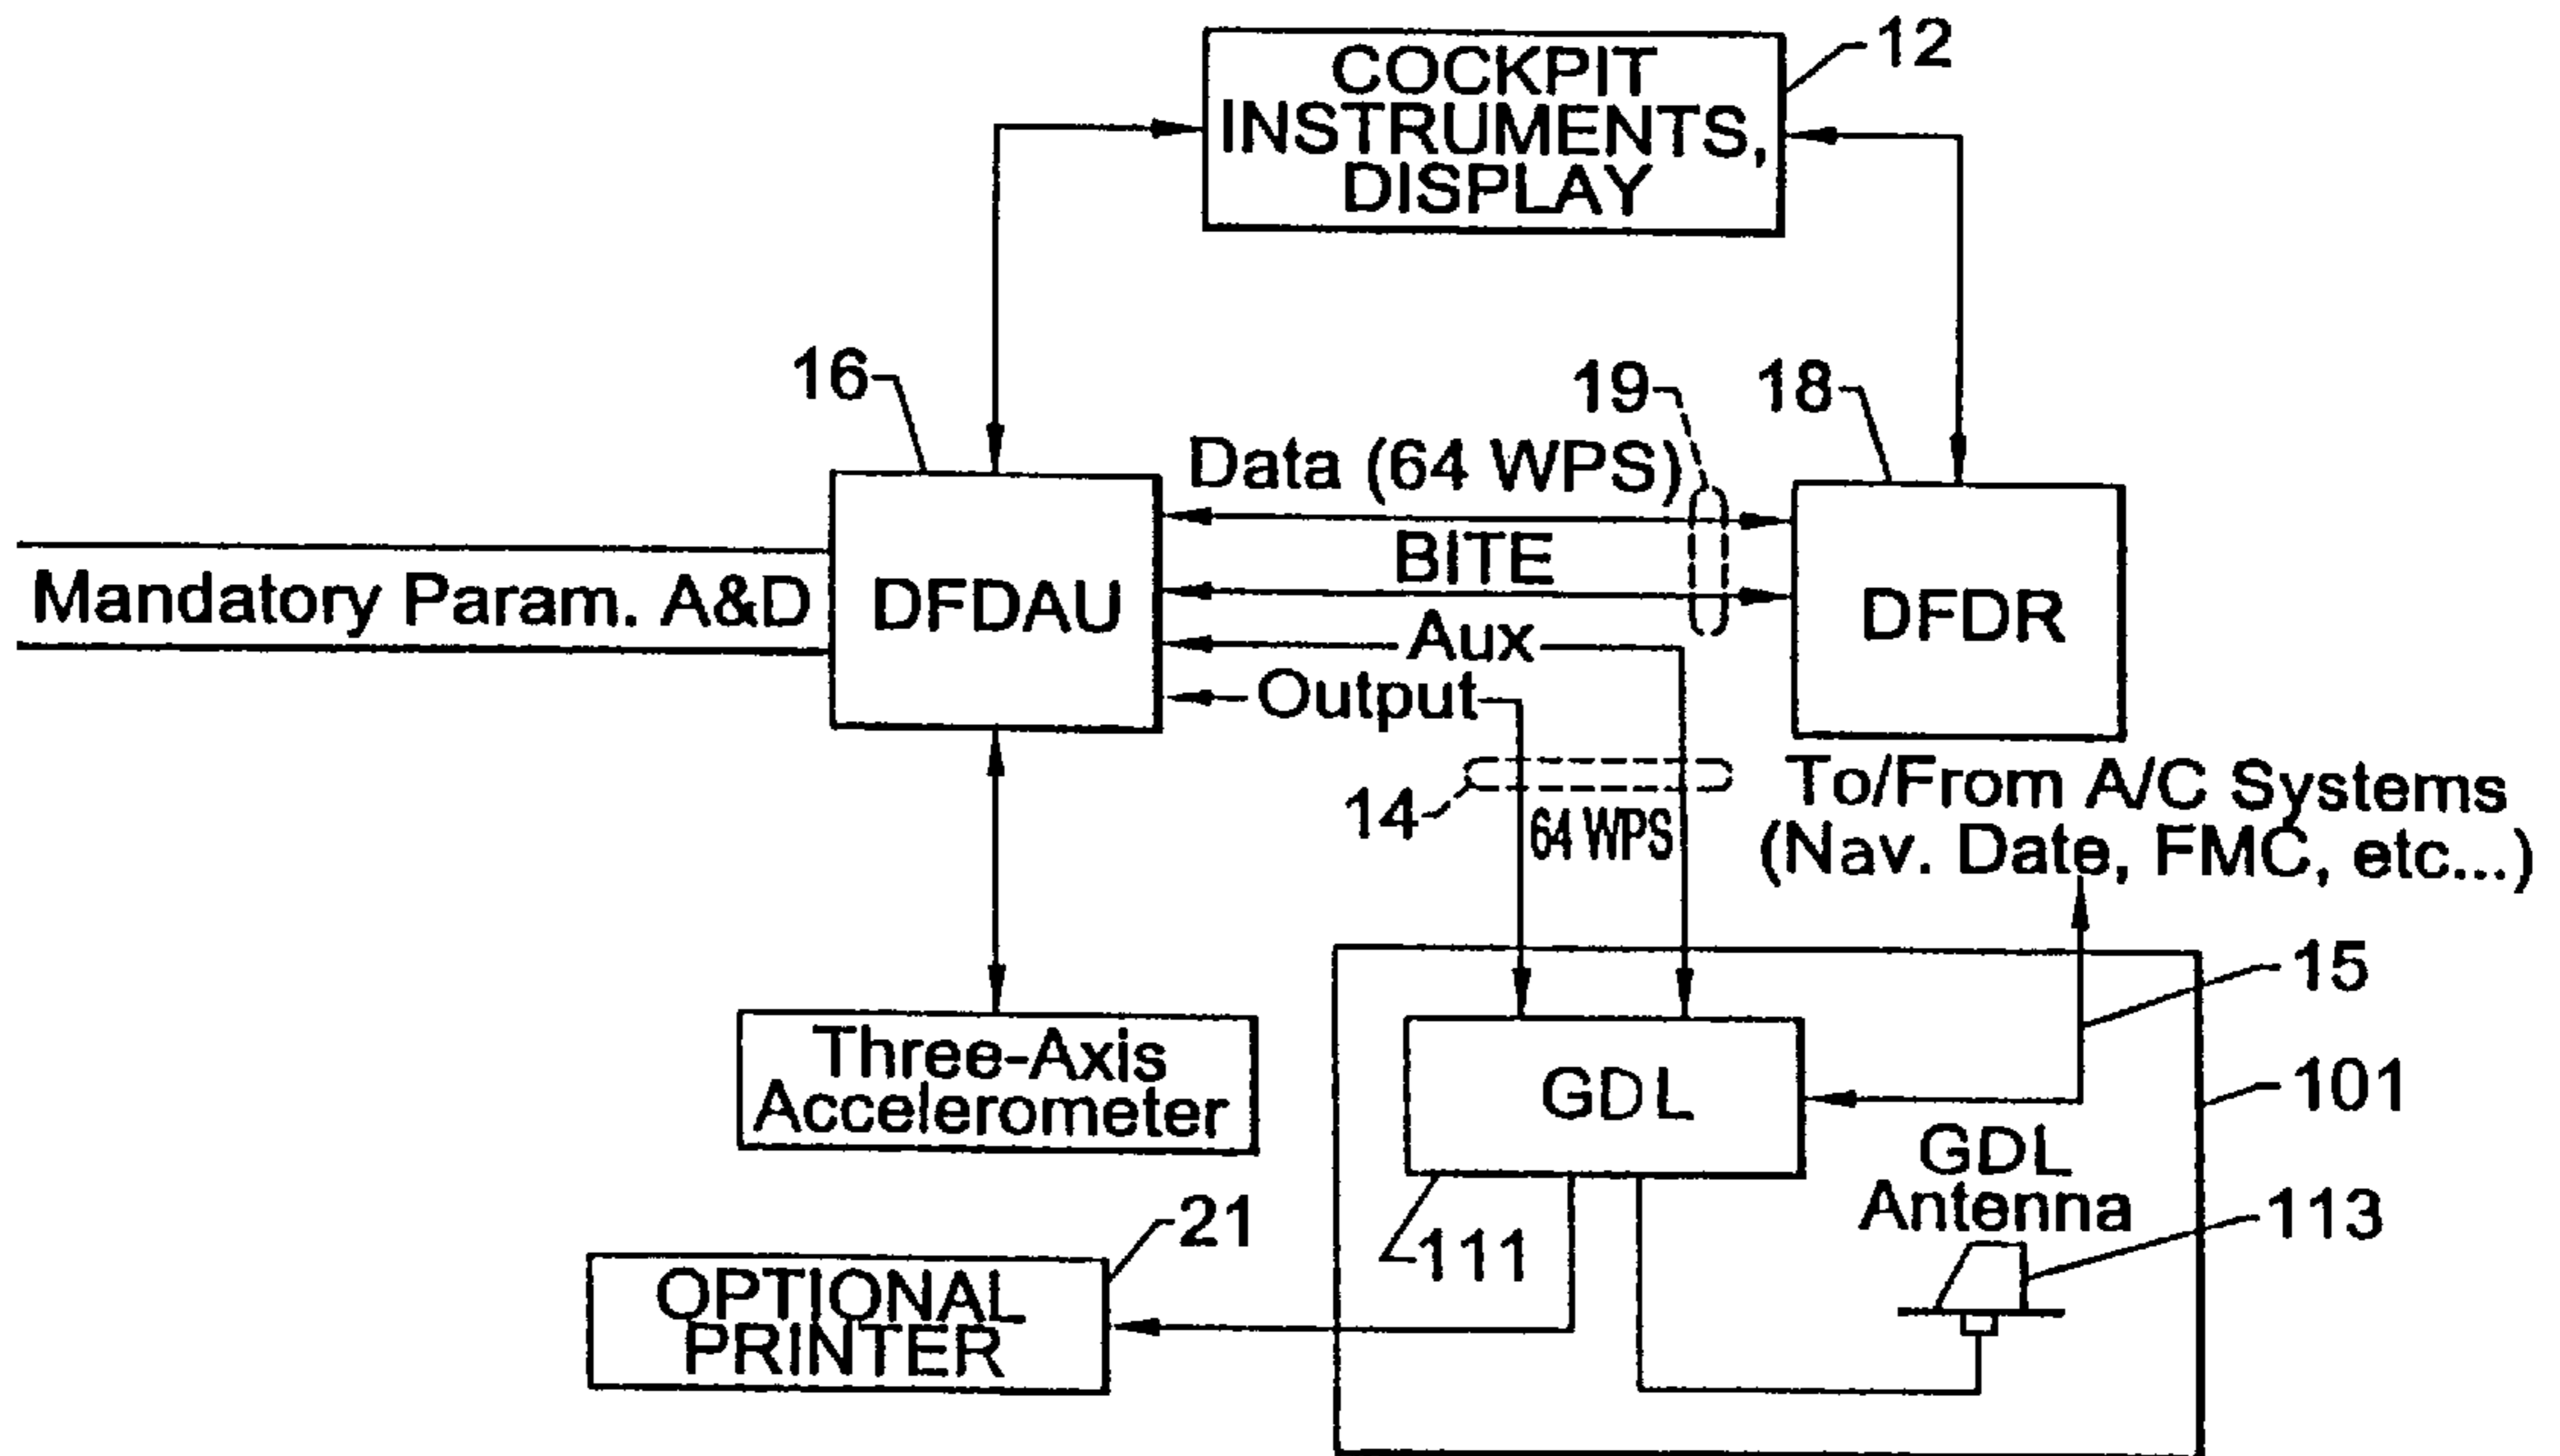 12
COCKPIT
INSTRUMENTS,
DISPLAY
16
19
18
Data (64 WPS)
BITE
Mandatory Param. A&D
DFDAU
DFDR
Aux
Output
14
64 WPS
To/From A/C Systems
(Nav. Date, FMC, etc...)
15
Three-Axis
Accelerometer
GDL
101
GDL
Antenna
111
113
21
OPTIONAL
PRINTER